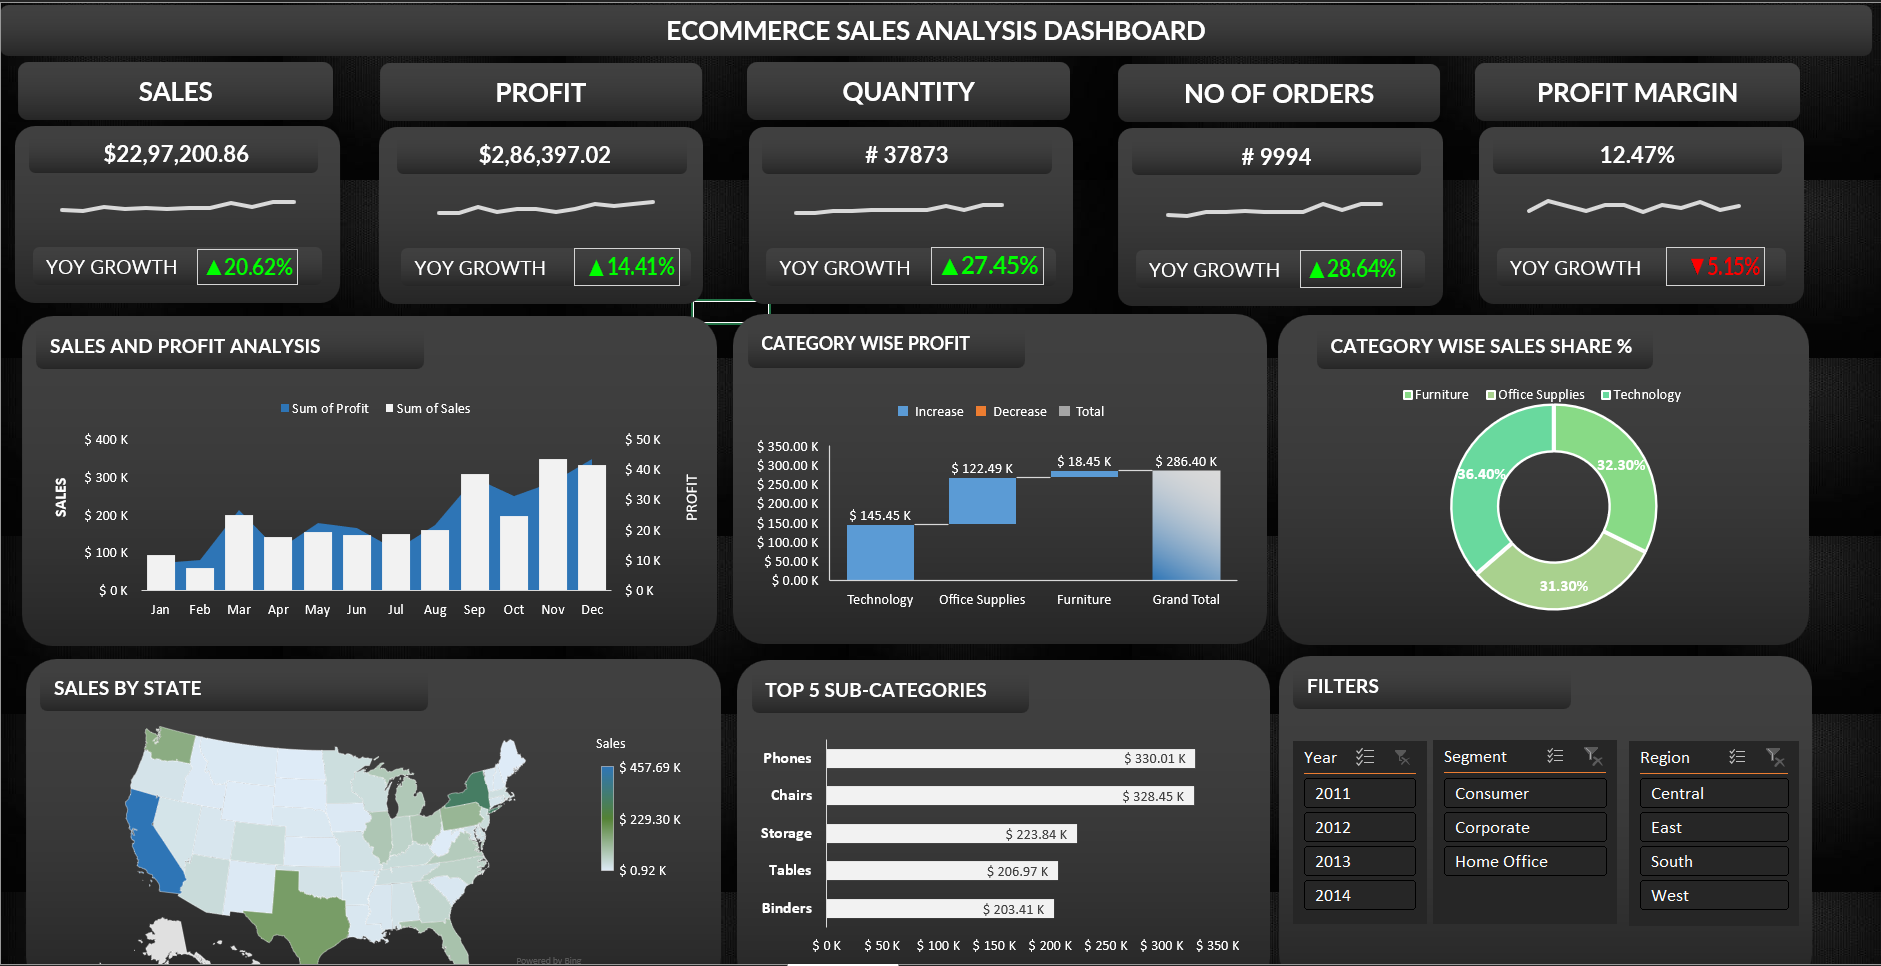 ECOMMERCE SALES ANALYSIS DASHBOARD
SALES
PROFIT
QUANTITY
NO OF ORDERS
PROFIT MARGIN
$22,97,200.86
$2,86,397.02
# 37873
# 9994
12.47%
YOY GROWTH ▲20.62%
YOY GROWTH ▲14.41%
YOY GROWTH ▲27.45%
YOY GROWTH ▲28.64%
YOY GROWTH ▼5.15%
SALES AND PROFIT ANALYSIS
Sum of Profit Sum of Sales
SALES
$ 400 K
$ 300 K
$ 200 K
$ 100 K
$ 0 K
$ 50 K
$ 40 K
$ 30 K
$ 20 K
$ 10 K
$ 0 K
PROFIT
Jan Feb Mar Apr May Jun Jul Aug Sep Oct Nov Dec
CATEGORY WISE PROFIT
Increase Decrease Total
$ 350.00 K
$ 300.00 K
$ 250.00 K
$ 200.00 K
$ 150.00 K
$ 100.00 K
$ 50.00 K
$ 0.00 K
$ 145.45 K
$ 122.49 K
$ 18.45 K
$ 286.40 K
Technology Office Supplies Furniture Grand Total
CATEGORY WISE SALES SHARE %
Furniture Office Supplies Technology
36.40%
32.30%
31.30%
SALES BY STATE
Sales
$ 457.69 K
$ 229.30 K
$ 0.92 K
Powered by Bing
TOP 5 SUB-CATEGORIES
Phones $ 330.01 K
Chairs $ 328.45 K
Storage $ 223.84 K
Tables $ 206.97 K
Binders $ 203.41 K
$ 0 K $ 50 K $ 100 K $ 150 K $ 200 K $ 250 K $ 300 K $ 350 K
FILTERS
Year
2011
2012
2013
2014
Segment
Consumer
Corporate
Home Office
Region
Central
East
South
West